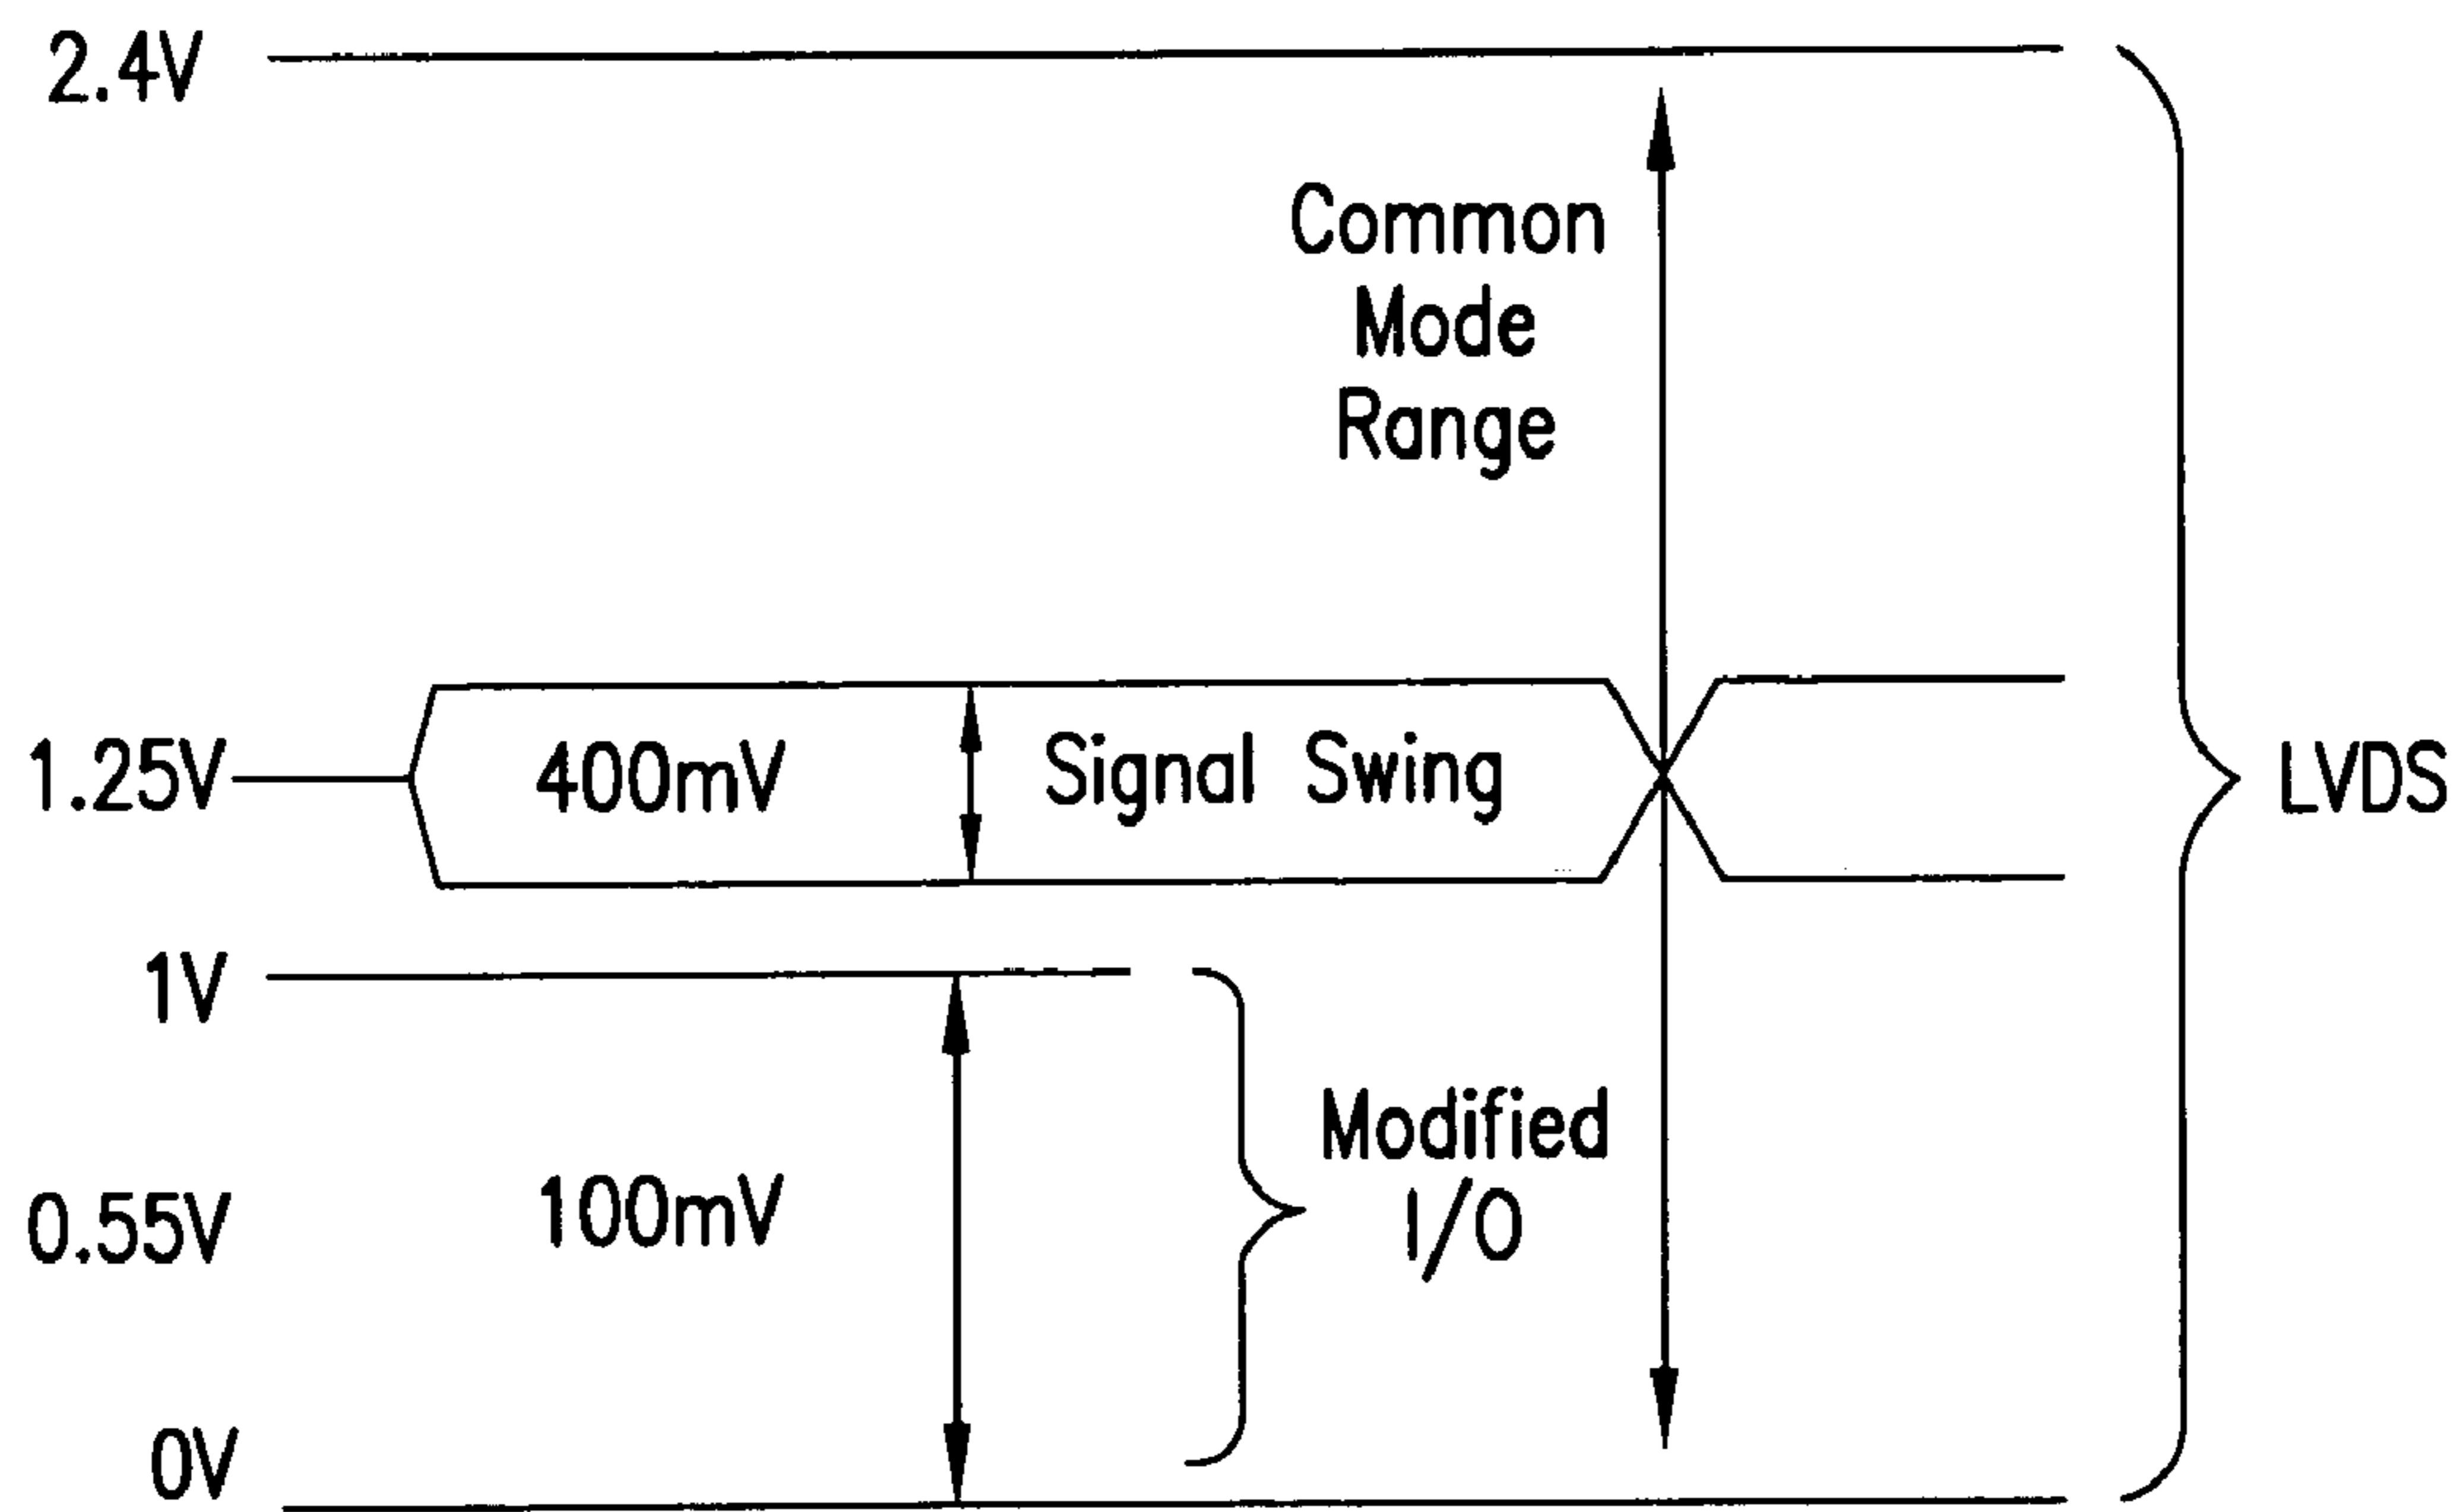 2.4V
Common
Mode
Range
1.25V
400mV
Signal Swing
LVDS
1V
Modified
I/O
0.55V
100mV
0V